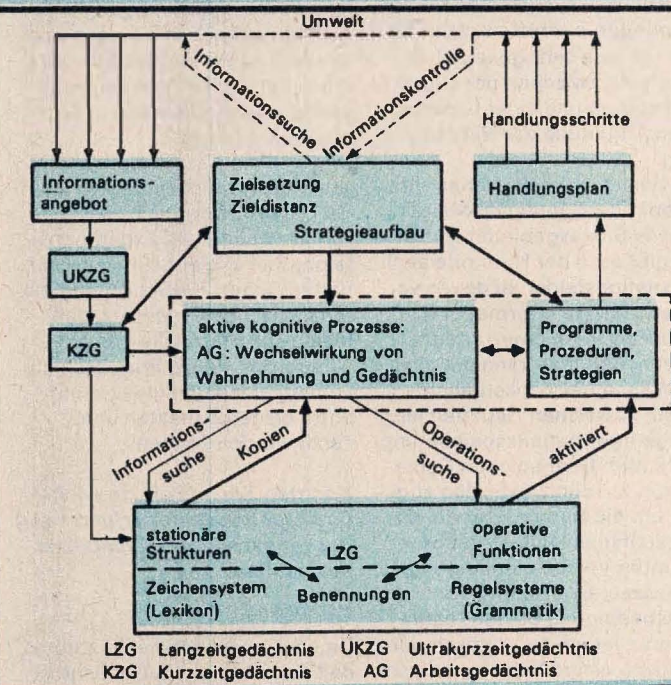 Umwelt
Informationssuche
Informationskontrolle
Handlungsschritte
Informations-
angebot
Zielsetzung
Zieldistanz
Strategieaufbau
Handlungsplan
UKZG
KZG
aktive kognitive Prozesse:
AG: Wechselwirkung von
Wahrnehmung und Gedächtnis
Programme,
Prozeduren,
Strategien
Informations-
suche
Kopien
Operations-
suche
aktiviert
stationäre
Strukturen
LZG
operative
Funktionen
Zeichensystem
(Lexikon)
Benennungen
Regelsysteme
(Grammatik)
LZG Langzeitgedächtnis UKZG Ultrakurzzeitgedächtnis
KZG Kurzzeitgedächtnis AG Arbeitsgedächtnis